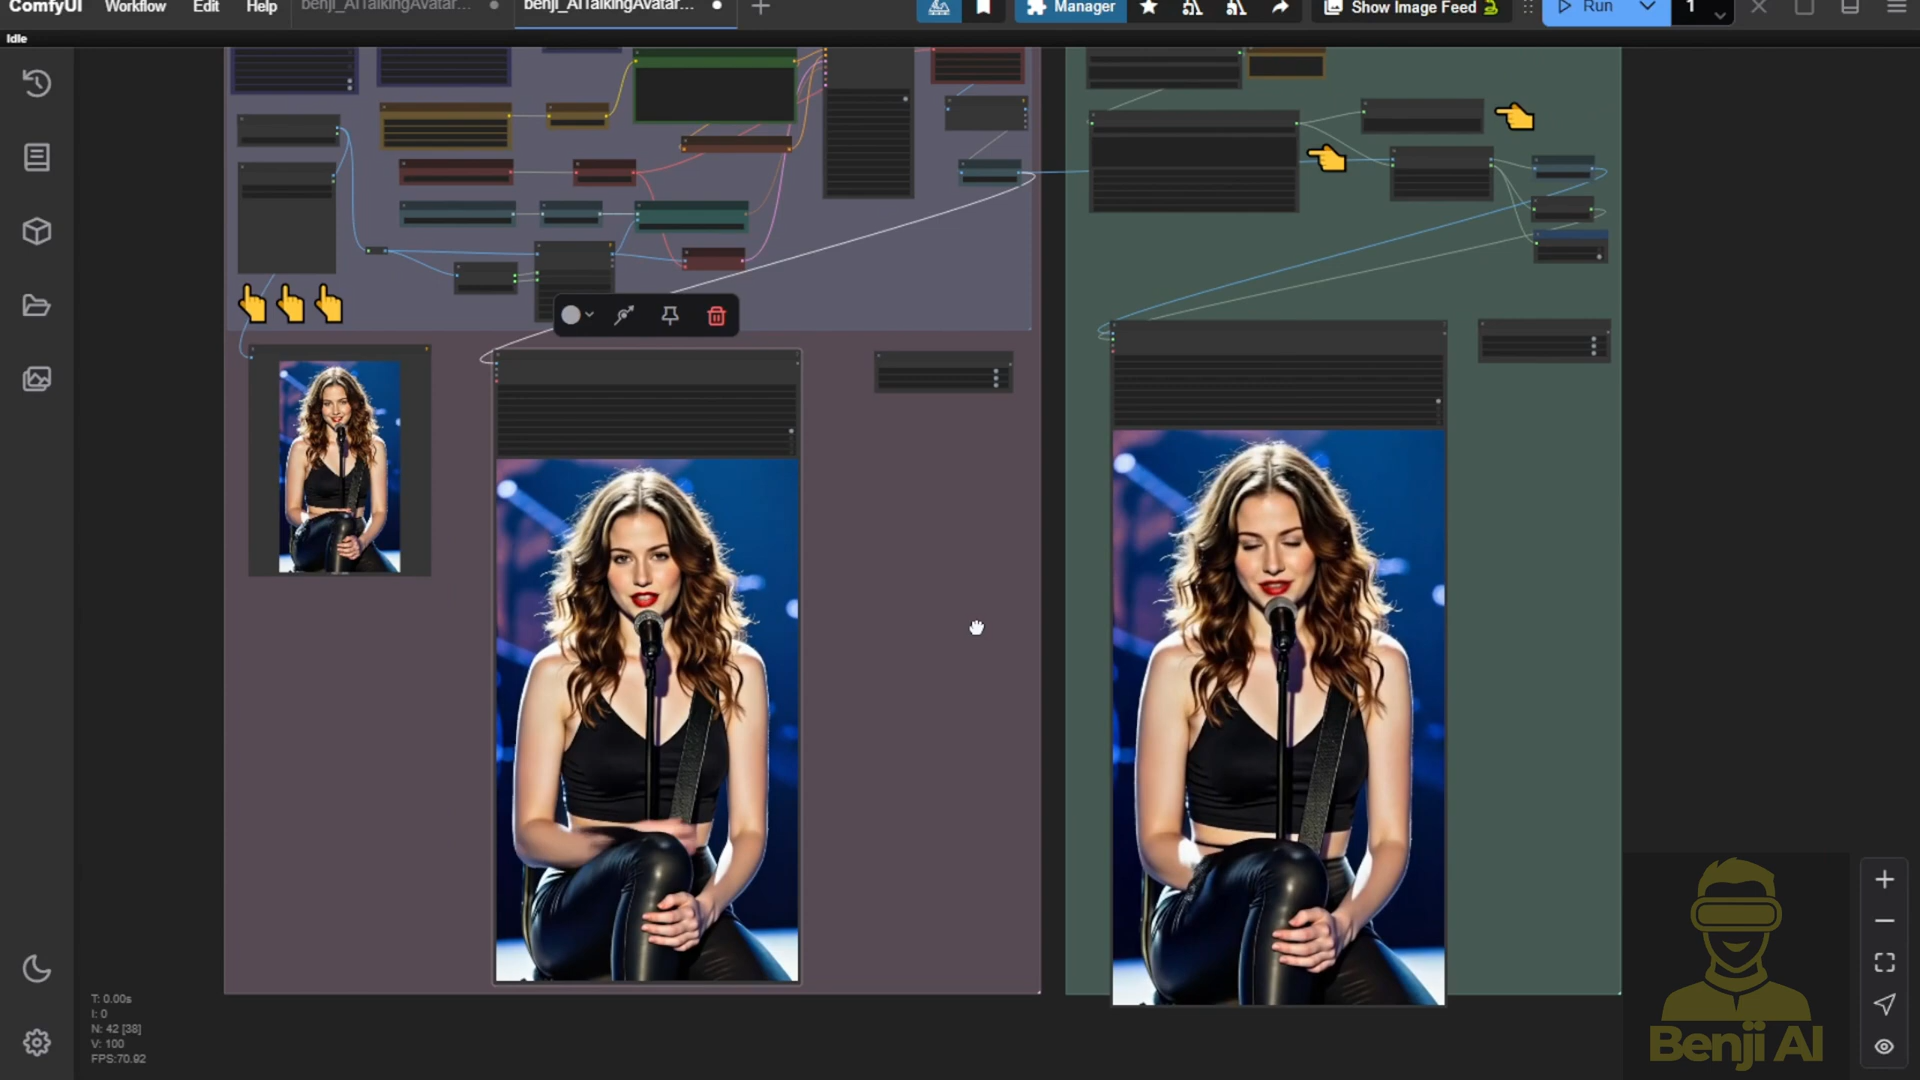 ComfyUI Workflow Edit Help benji_AITalkingAvatar... benji_AITalkingAvatar... Manager Show Image Feed Run 1
Idle
T: 0.00s
I: 0
N: 42 [38]
V: 100
FPS:70.92
Benji AI